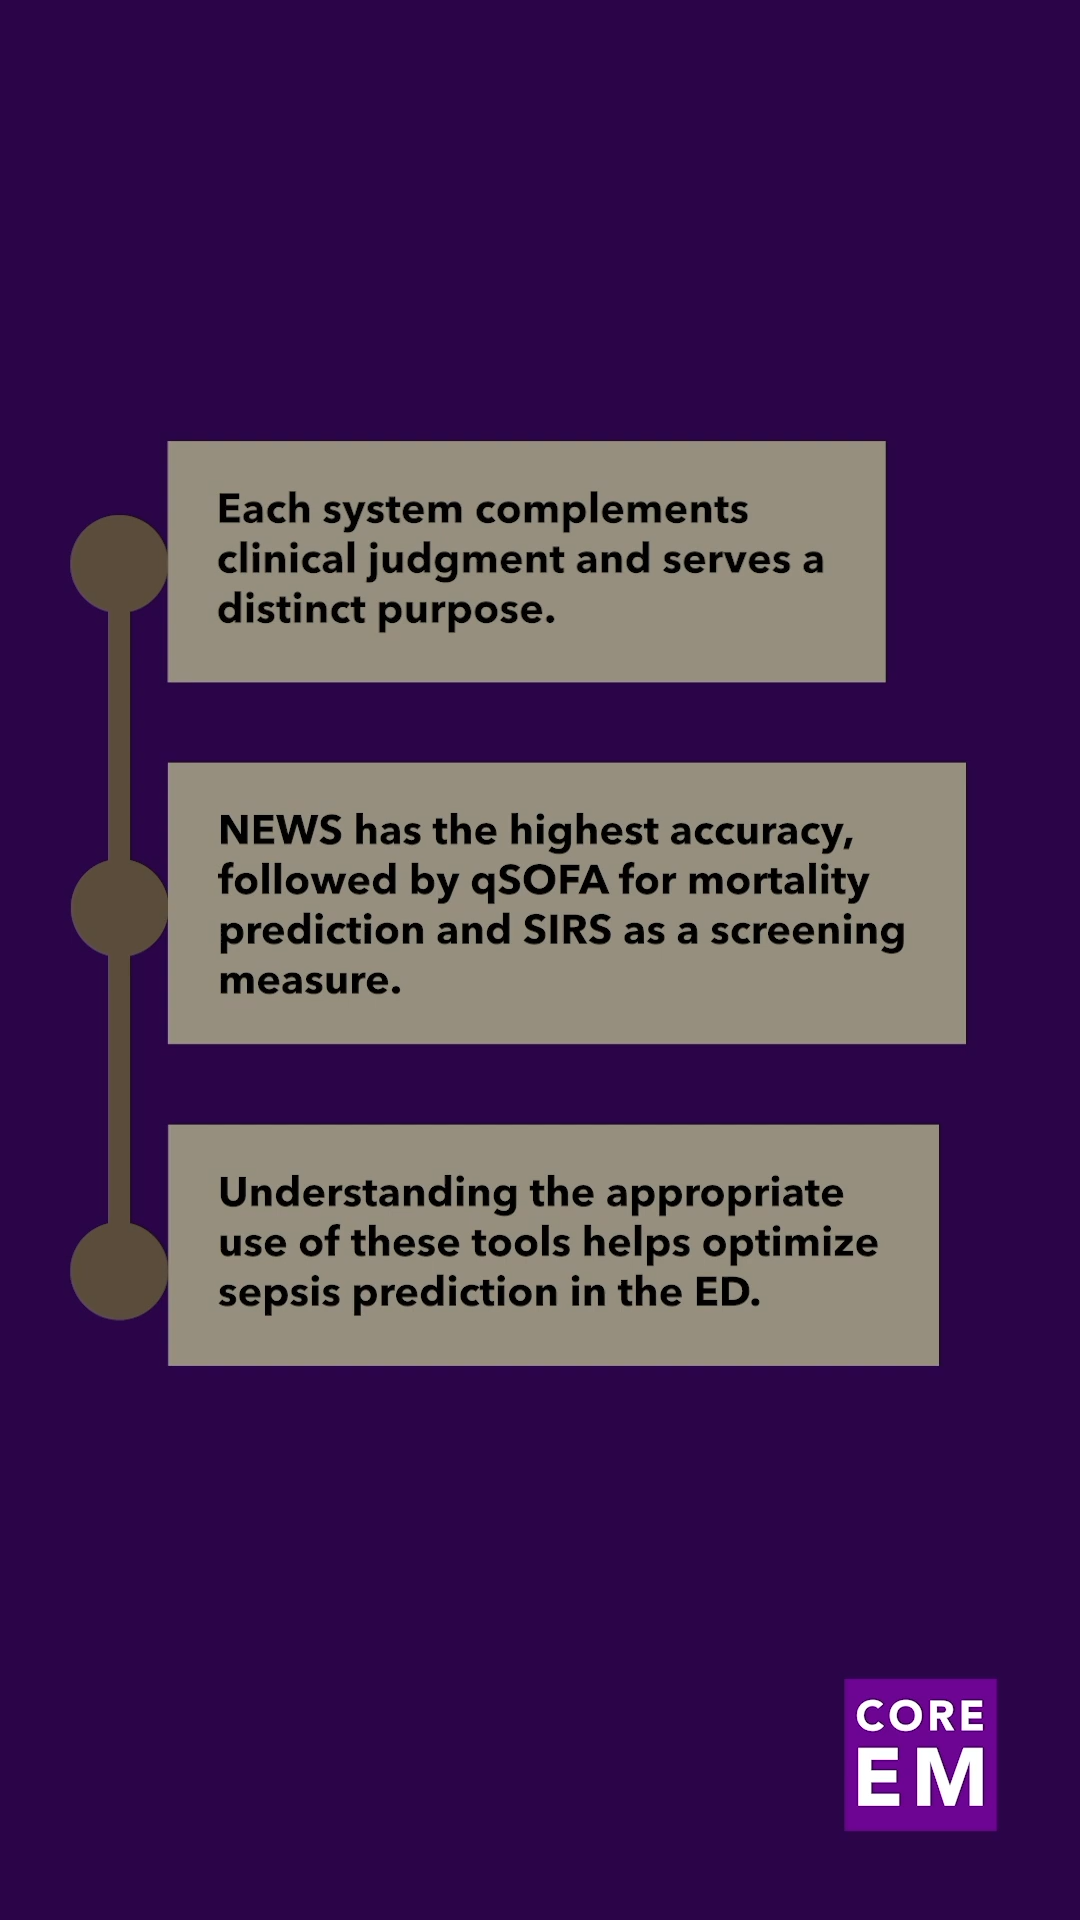 Each system complements
clinical judgment and serves a
distinct purpose.
NEWS has the highest accuracy,
followed by qSOFA for mortality
prediction and SIRS as a screening
measure.
Understanding the appropriate
use of these tools helps optimize
sepsis prediction in the ED.
CORE
EM